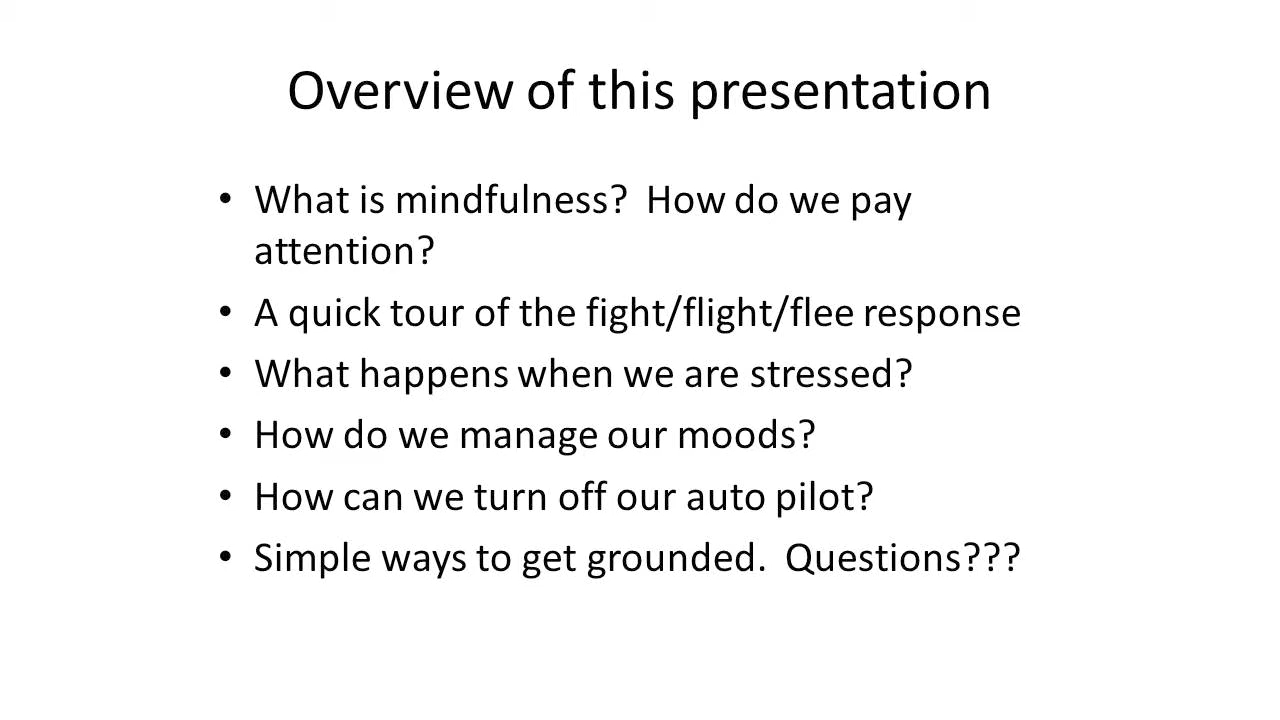 Overview of this presentation
• What is mindfulness?  How do we pay
attention?
• A quick tour of the fight/flight/flee response
• What happens when we are stressed?
• How do we manage our moods?
• How can we turn off our auto pilot?
• Simple ways to get grounded.  Questions???